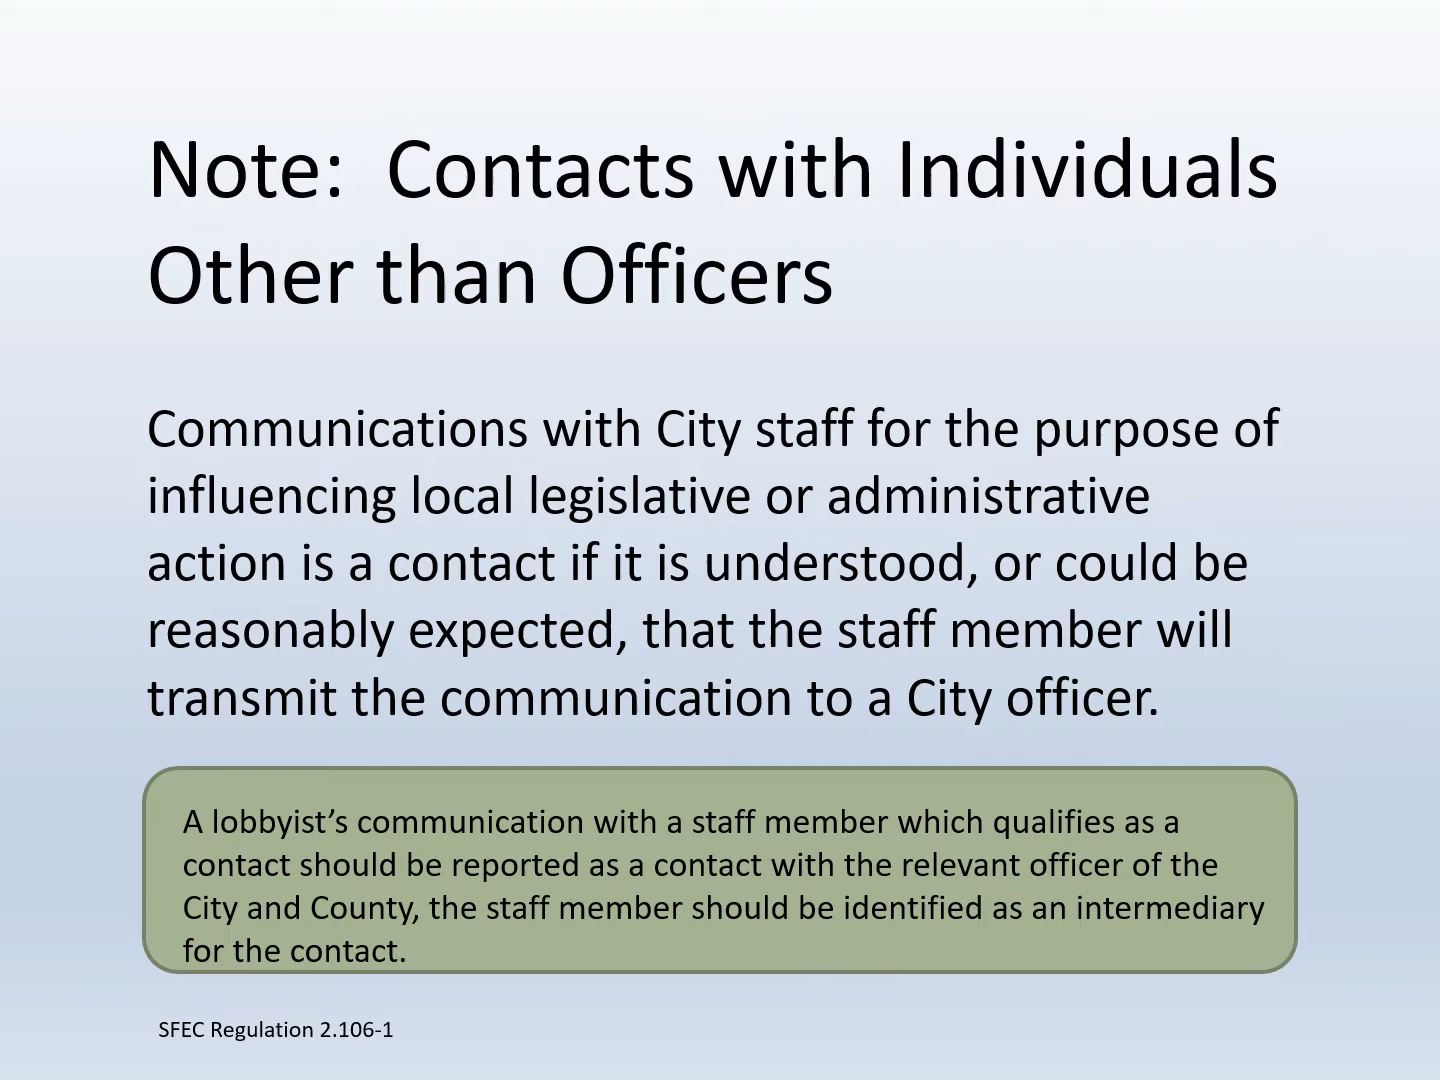 Note:  Contacts with Individuals
Other than Officers
Communications with City staff for the purpose of
influencing local legislative or administrative
action is a contact if it is understood, or could be
reasonably expected, that the staff member will
transmit the communication to a City officer.
A lobbyist’s communication with a staff member which qualifies as a
contact should be reported as a contact with the relevant officer of the
City and County, the staff member should be identified as an intermediary
for the contact.
SFEC Regulation 2.106-1